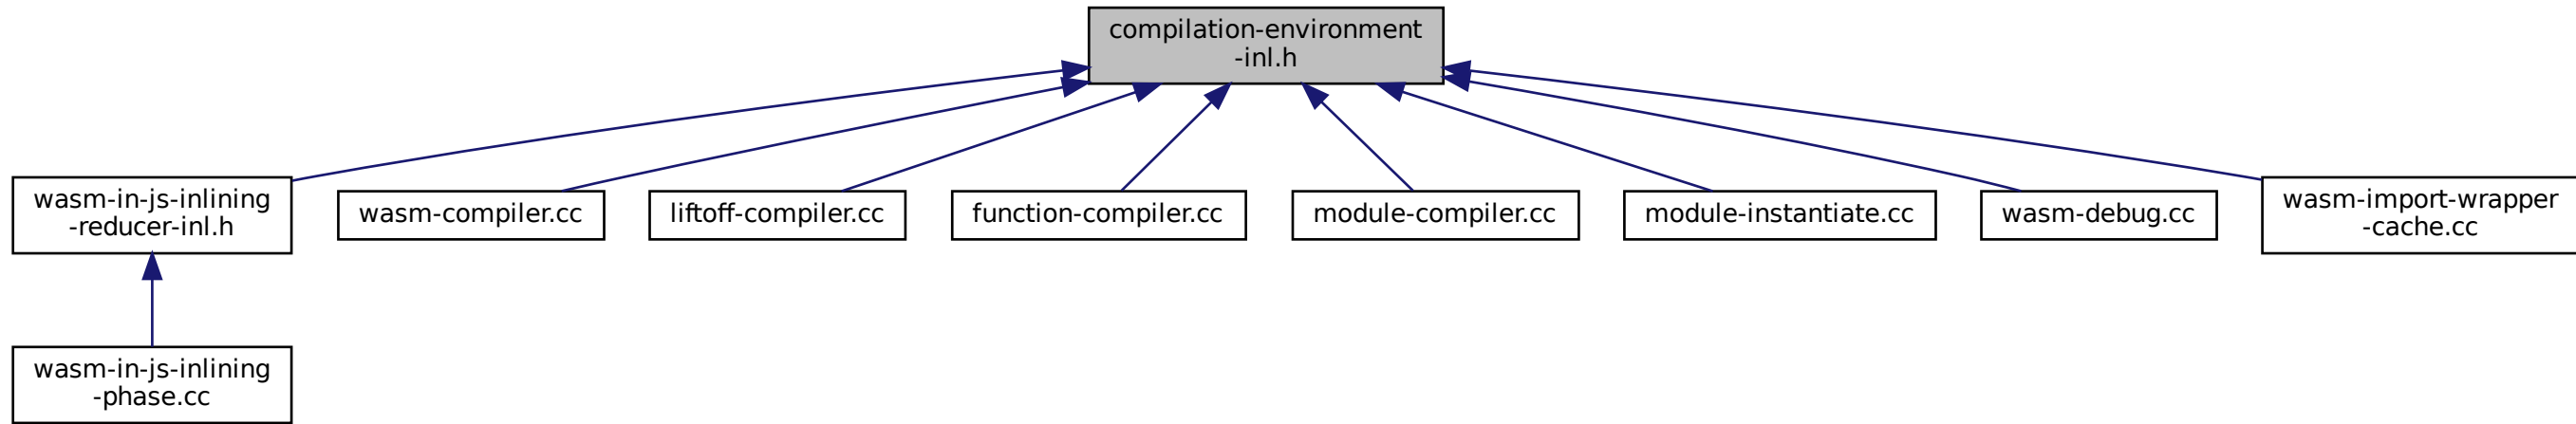 compilation-environment
-inl.h
wasm-in-js-inlining
-reducer-inl.h
wasm-compiler.cc
liftoff-compiler.cc
function-compiler.cc
module-compiler.cc
module-instantiate.cc
wasm-debug.cc
wasm-import-wrapper
-cache.cc
wasm-in-js-inlining
-phase.cc